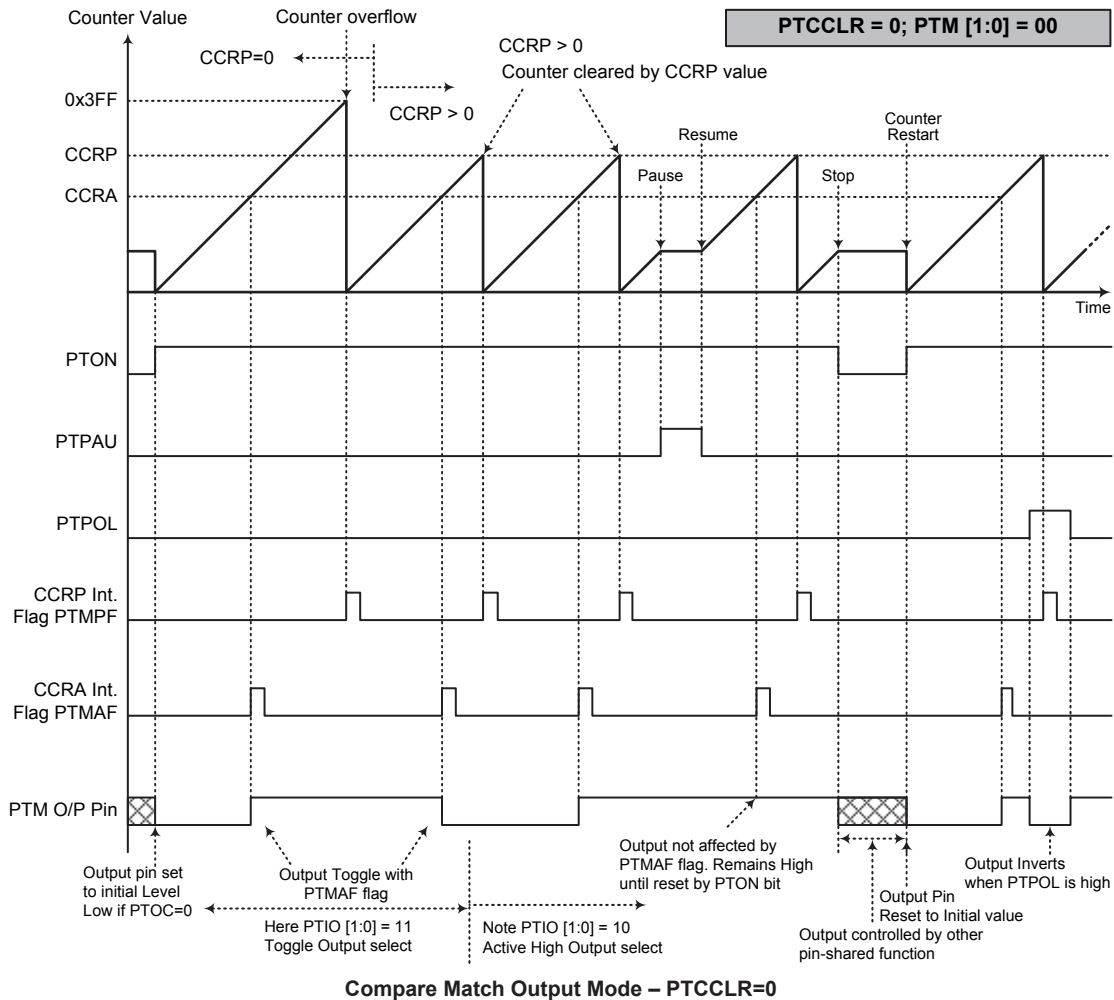 Counter Value
Counter overflow
PTCCLR = 0; PTM [1:0] = 00
CCRP=0
CCRP > 0
CCRP > 0
Counter cleared by CCRP value
0x3FF
CCRP
CCRA
Pause
Resume
Stop
Counter
Restart
Time
PTON
PTPAU
PTPOL
CCRP Int.
Flag PTMPF
CCRA Int.
Flag PTMAF
PTM O/P Pin
Output pin set
to initial Level
Low if PTOC=0
Output Toggle with
PTMAF flag
Here PTIO [1:0] = 11
Toggle Output select
Note PTIO [1:0] = 10
Active High Output select
Output not affected by
PTMAF flag. Remains High
until reset by PTON bit
Output Pin
Reset to Initial value
Output controlled by other
pin-shared function
Output Inverts
when PTPOL is high
Compare Match Output Mode – PTCCLR=0